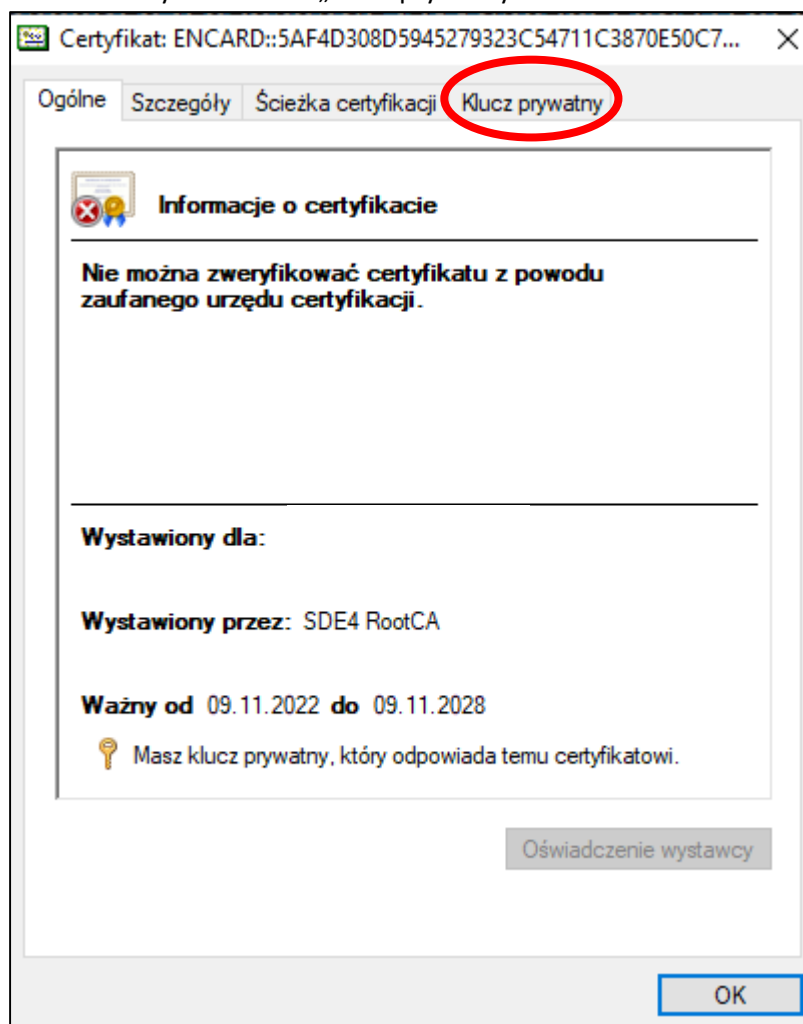 Certyfikat: ENCARD::5AF4D308D5945279323C54711C3870E50C7...
Ogólne Szczegóły Ścieżka certyfikacji Klucz prywatny
Informacje o certyfikacie
Nie można zweryfikować certyfikatu z powodu
zaufanego urzędu certyfikacji.
Wystawiony dla:
Wystawiony przez: SDE4 RootCA
Ważny od 09.11.2022 do 09.11.2028
Masz klucz prywatny, który odpowiada temu certyfikatowi.
Oświadczenie wystawcy
OK